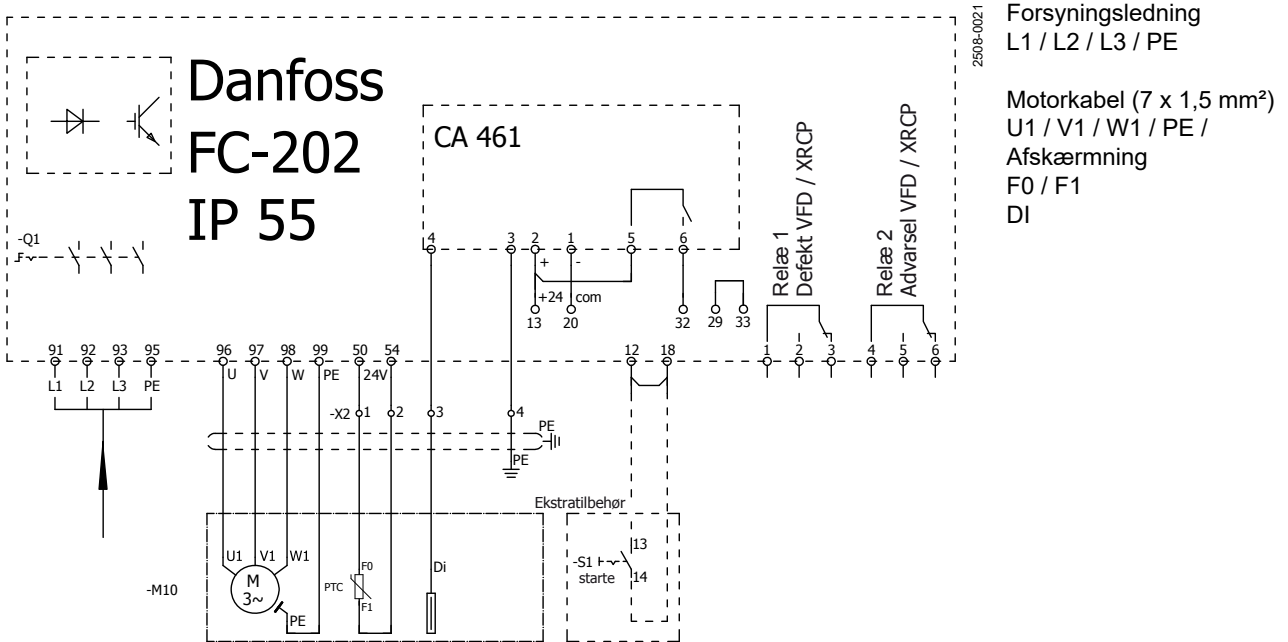 Danfoss
FC-202
IP 55
-Q1
CA 461
4 3 2 1 5 6
+ -
+24 com
13 20 32 29 33
Relæ 1
Defekt VFD / XRCP
Relæ 2
Advarsel VFD / XRCP
2508-0021
Forsyningsledning
L1 / L2 / L3 / PE
Motorkabel (7 x 1,5 mm²)
U1 / V1 / W1 / PE /
Afskærmning
F0 / F1
DI
91 92 93 95 96 97 98 99 50 54 12 18 1 2 3 4 5 6
L1 L2 L3 PE U V W PE 24V
-X2 1 2 3 4
PE
PE
Ekstratilbehør
-M10
U1 V1 W1
M
3~
PE
PTC
F0
F1
Di
-S1
starte
13
14